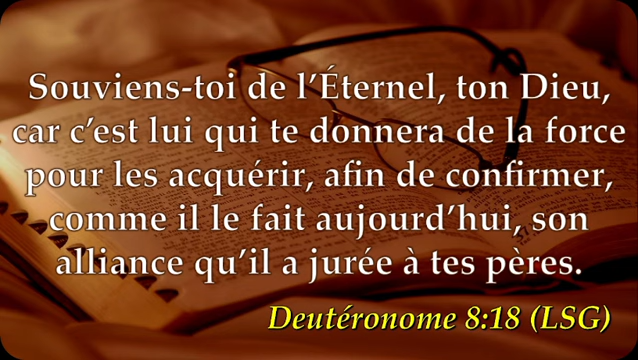 Souviens-toi de l’Éternel, ton Dieu,
car c’est lui qui te donnera de la force
pour les acquérir, afin de confirmer,
comme il le fait aujourd’hui, son
alliance qu’il a jurée à tes pères.
Deutéronome 8:18 (LSG)